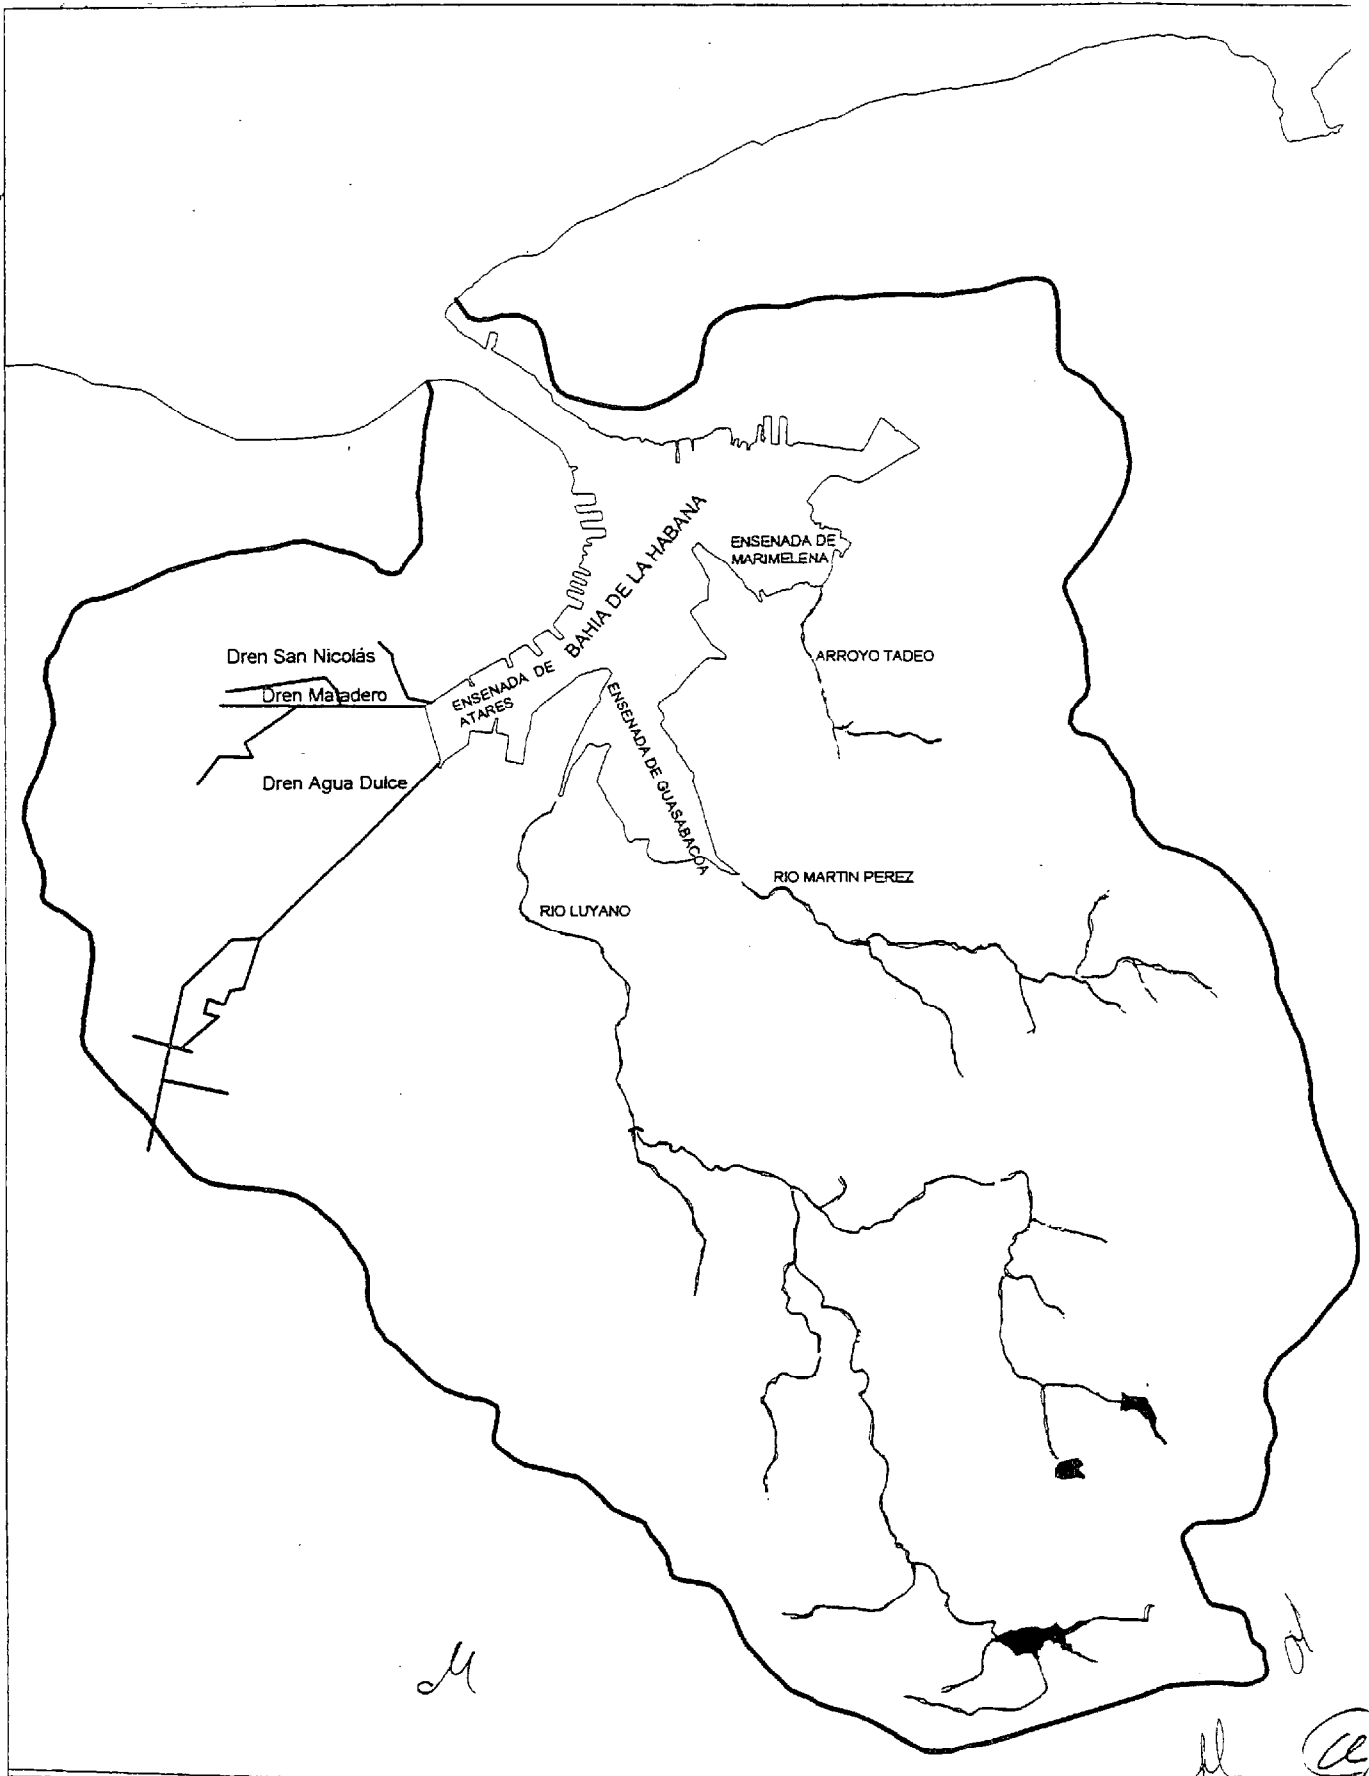 BAHIA DE LA HABANA
ENSENADA DE
MARIMELENA
Dren San Nicolás
ARROYO TADEO
Dren Matadero
ENSENADA DE
ATARES
ENSENADA DE GUASABACOA
Dren Agua Dulce
RIO MARTIN PEREZ
RIO LUYANO